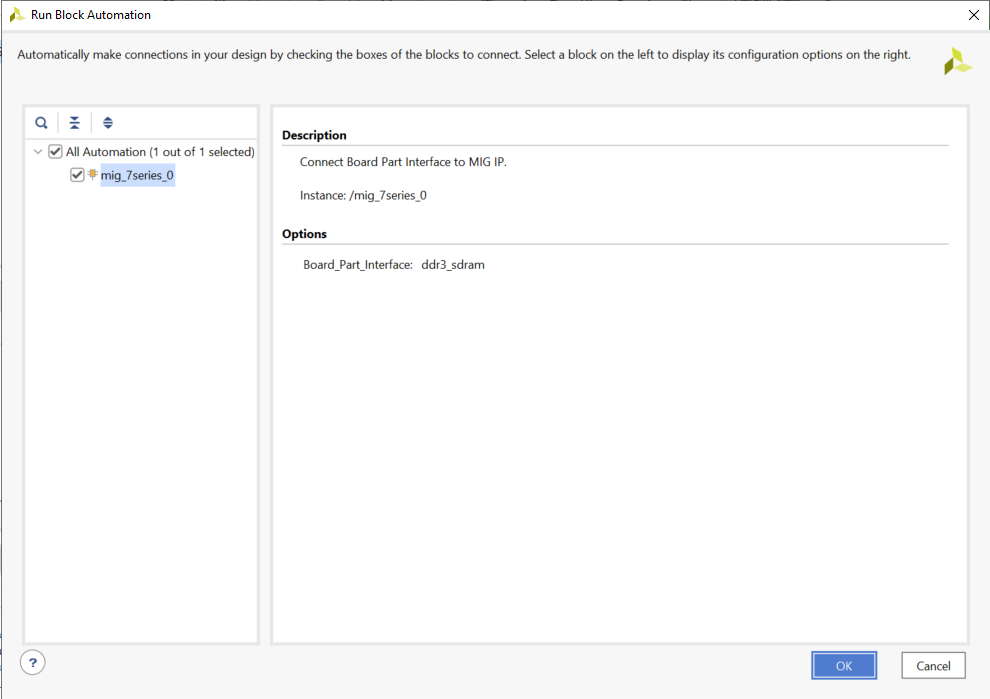 Run Block Automation
Automatically make connections in your design by checking the boxes of the blocks to connect. Select a block on the left to display its configuration options on the right.
All Automation (1 out of 1 selected)
mig_7series_0
Description
Connect Board Part Interface to MIG IP.
Instance: /mig_7series_0
Options
Board_Part_Interface: ddr3_sdram
?
OK
Cancel